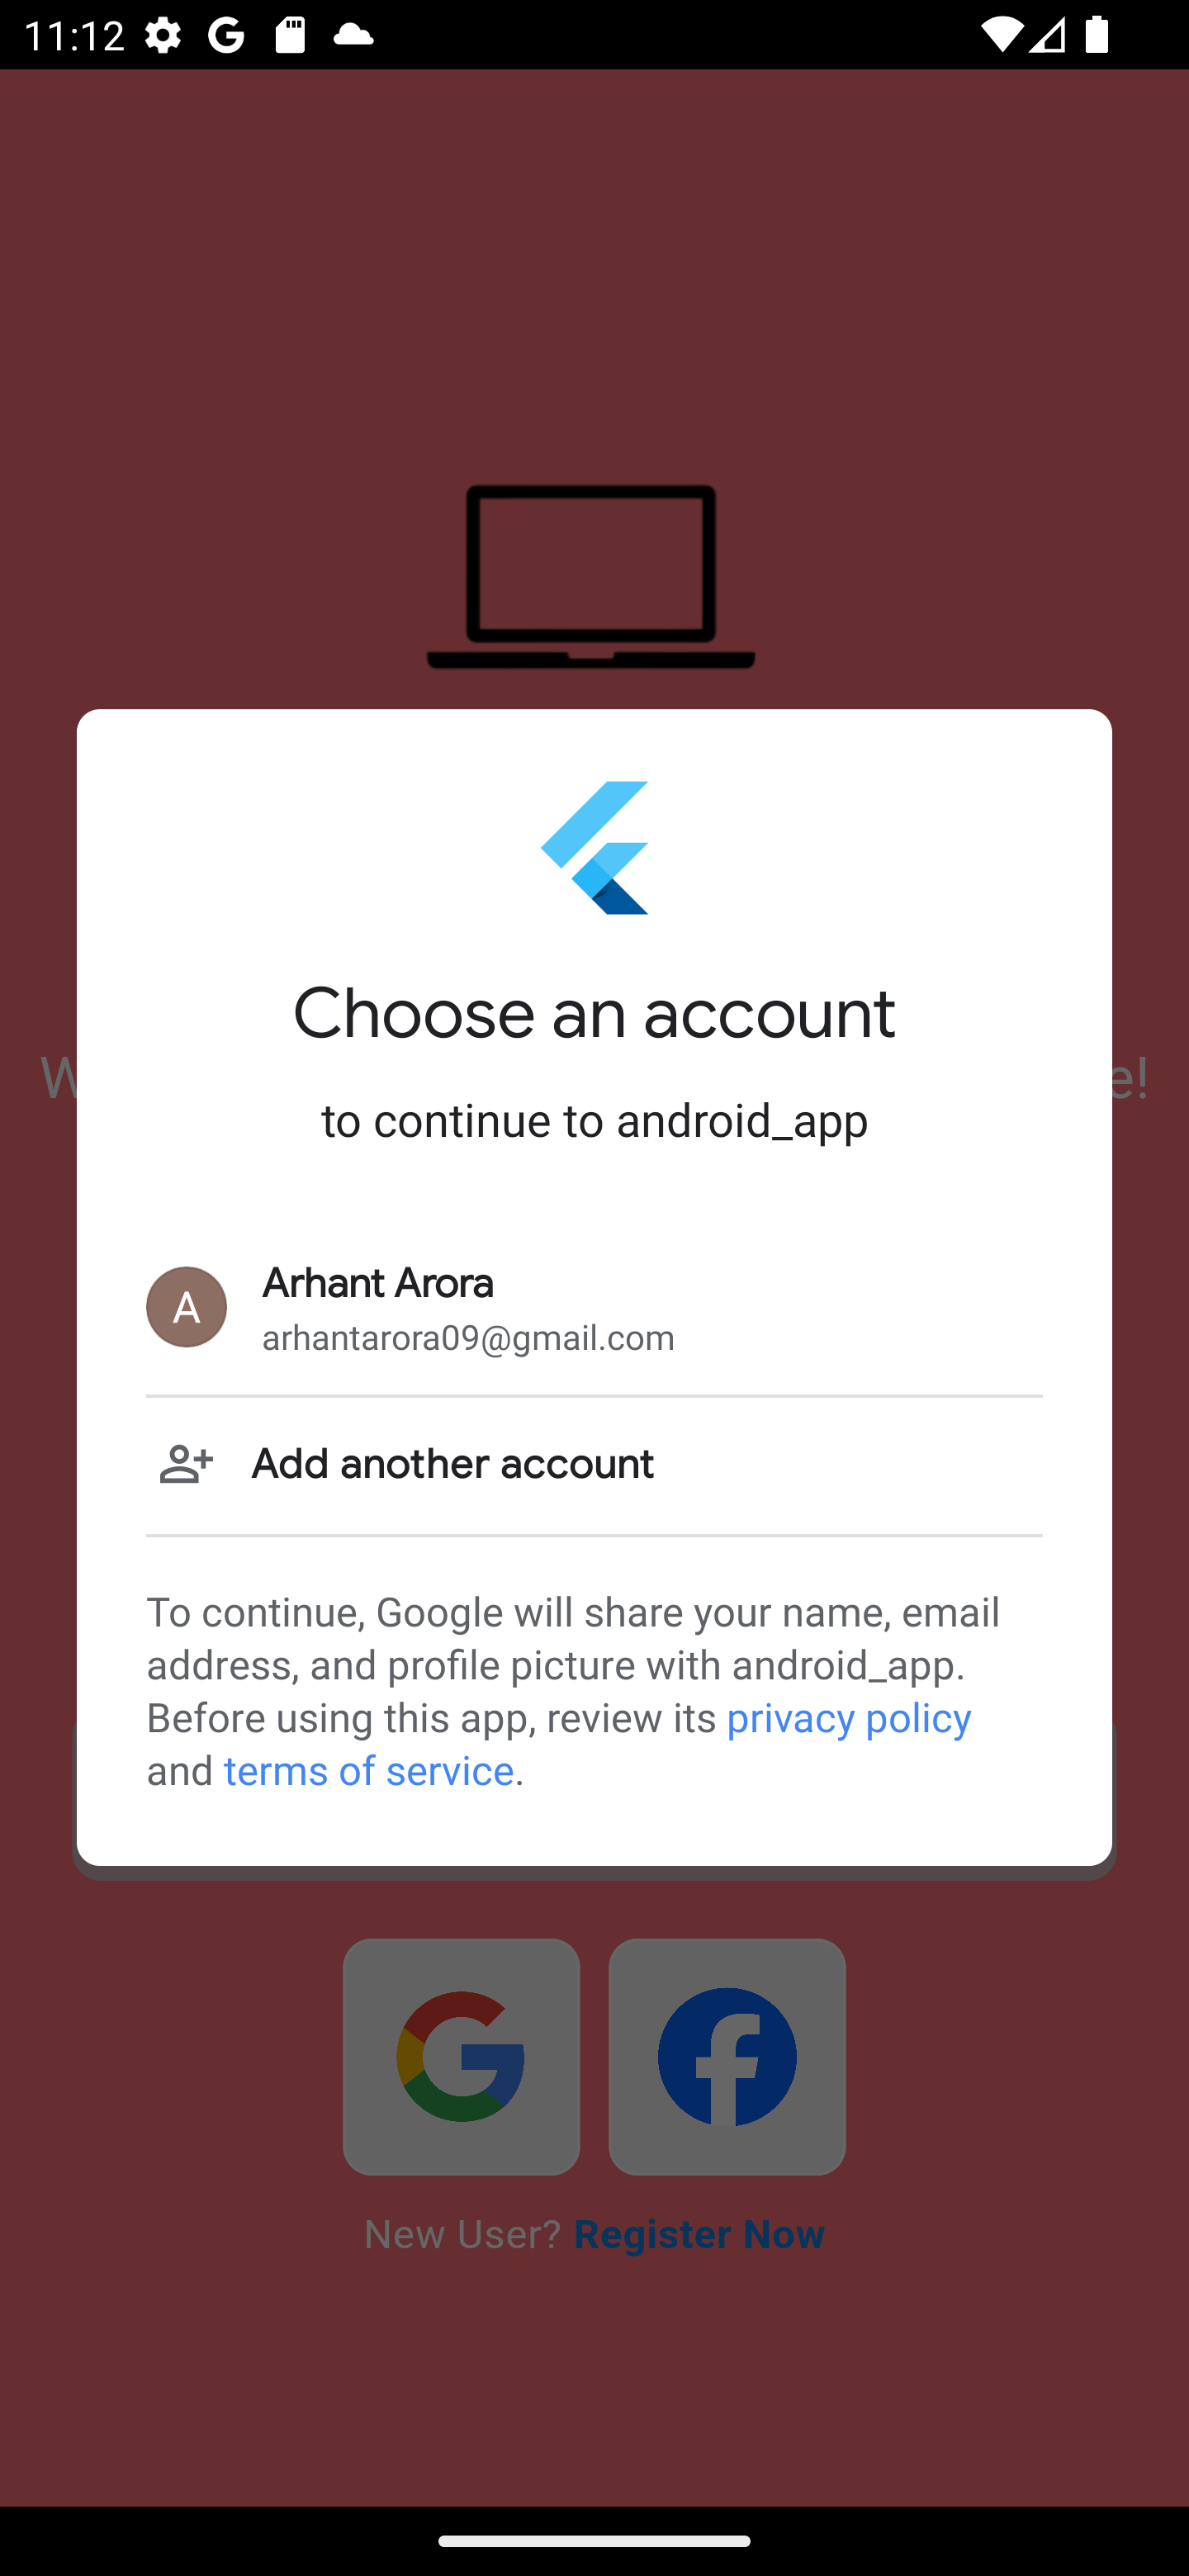 11:12
Choose an account
to continue to android_app
A
Arhant Arora
arhantarora09@gmail.com
Add another account
To continue, Google will share your name, email
address, and profile picture with android_app.
Before using this app, review its privacy policy
and terms of service.
New User? Register Now